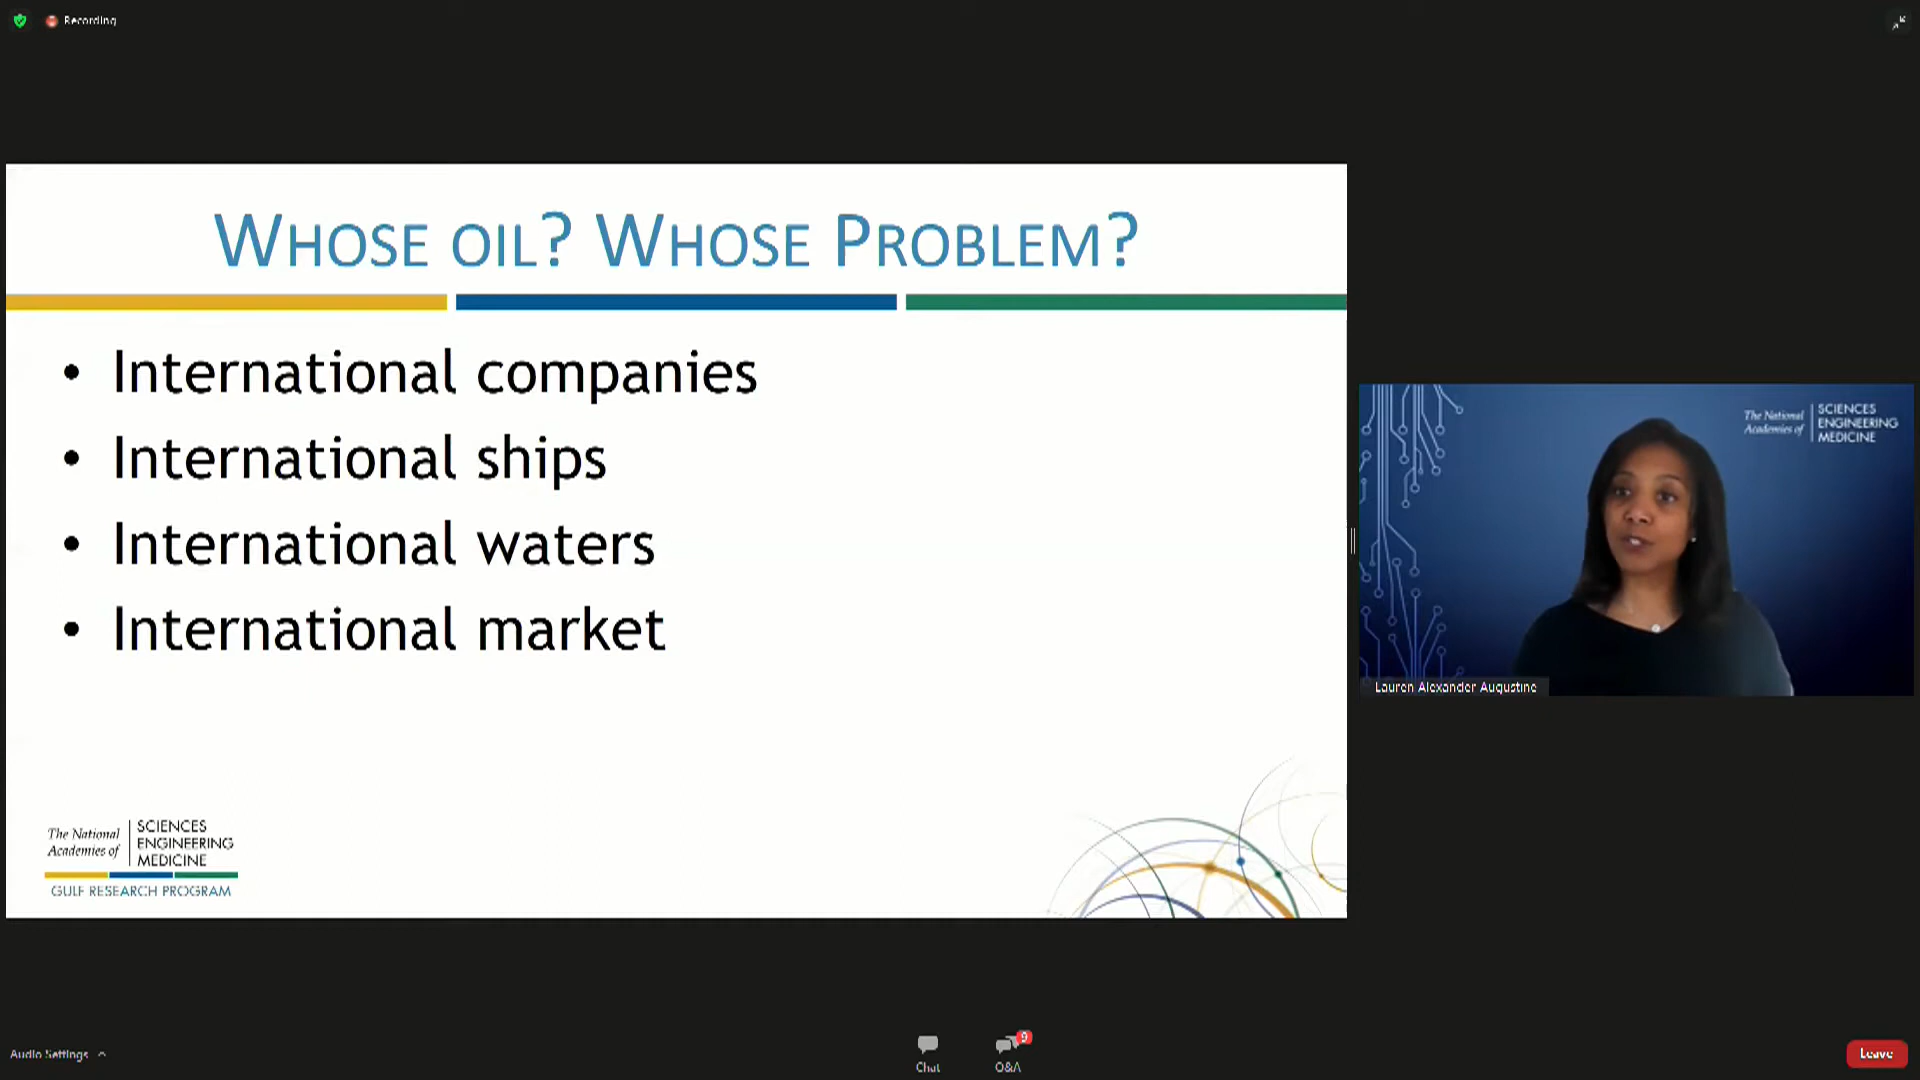 Recording
Whose oil? Whose Problem?
• International companies
• International ships
• International waters
• International market
The National
Academies of
SCIENCES
ENGINEERING
MEDICINE
GULF RESEARCH PROGRAM
The National
Academies of
SCIENCES
ENGINEERING
MEDICINE
Lauren Alexander Augustine
Audio Settings
Chat
9
Q&A
Leave